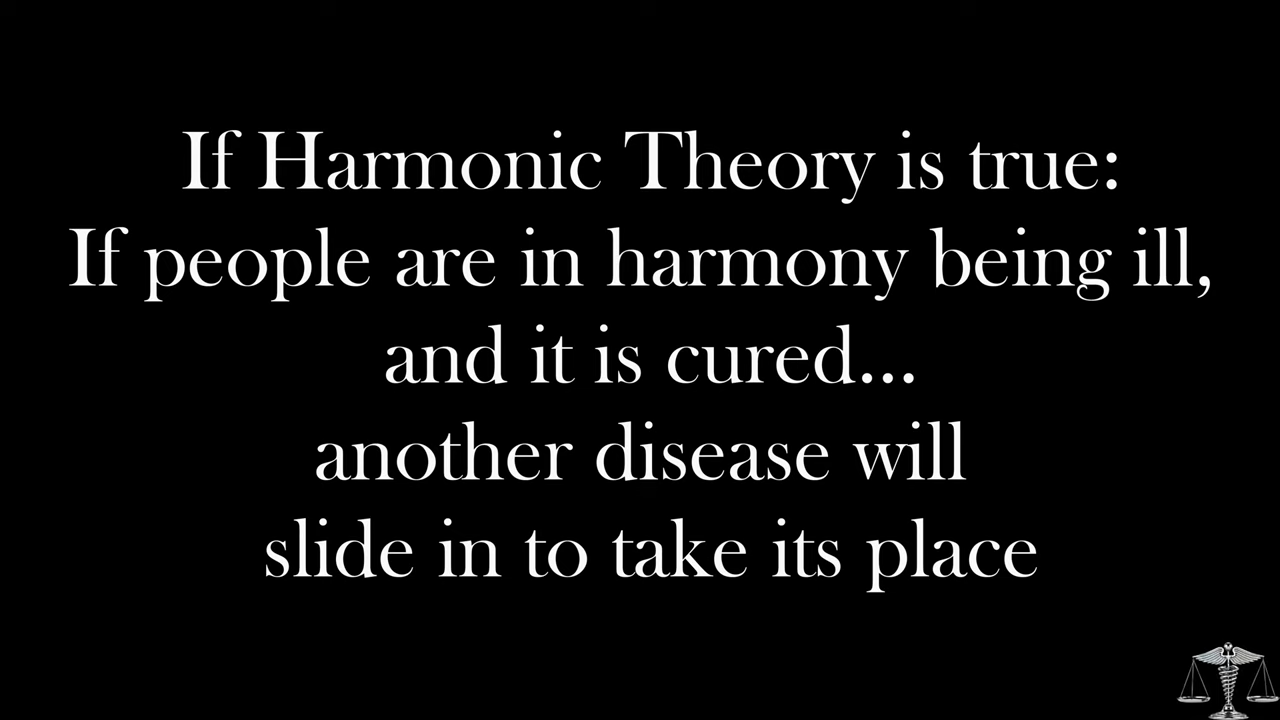 If Harmonic Theory is true:
If people are in harmony being ill,
and it is cured...
another disease will
slide in to take its place